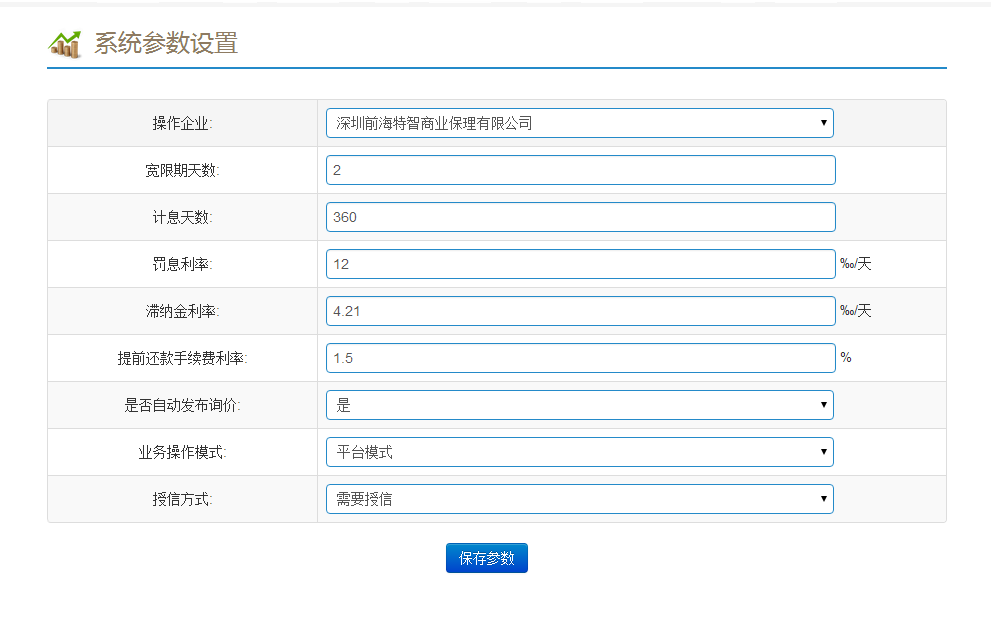 系统参数设置
操作企业: 深圳前海特智商业保理有限公司
宽限期天数: 2
计息天数: 360
罚息利率: 12 ‰/天
滞纳金利率: 4.21 ‰/天
提前还款手续费利率: 1.5 %
是否自动发布询价: 是
业务操作模式: 平台模式
授信方式: 需要授信
保存参数